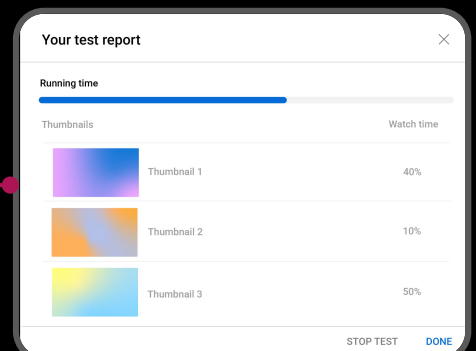 Your test report
Running time
Thumbnails Watch time
Thumbnail 1 40%
Thumbnail 2 10%
Thumbnail 3 50%
STOP TEST DONE